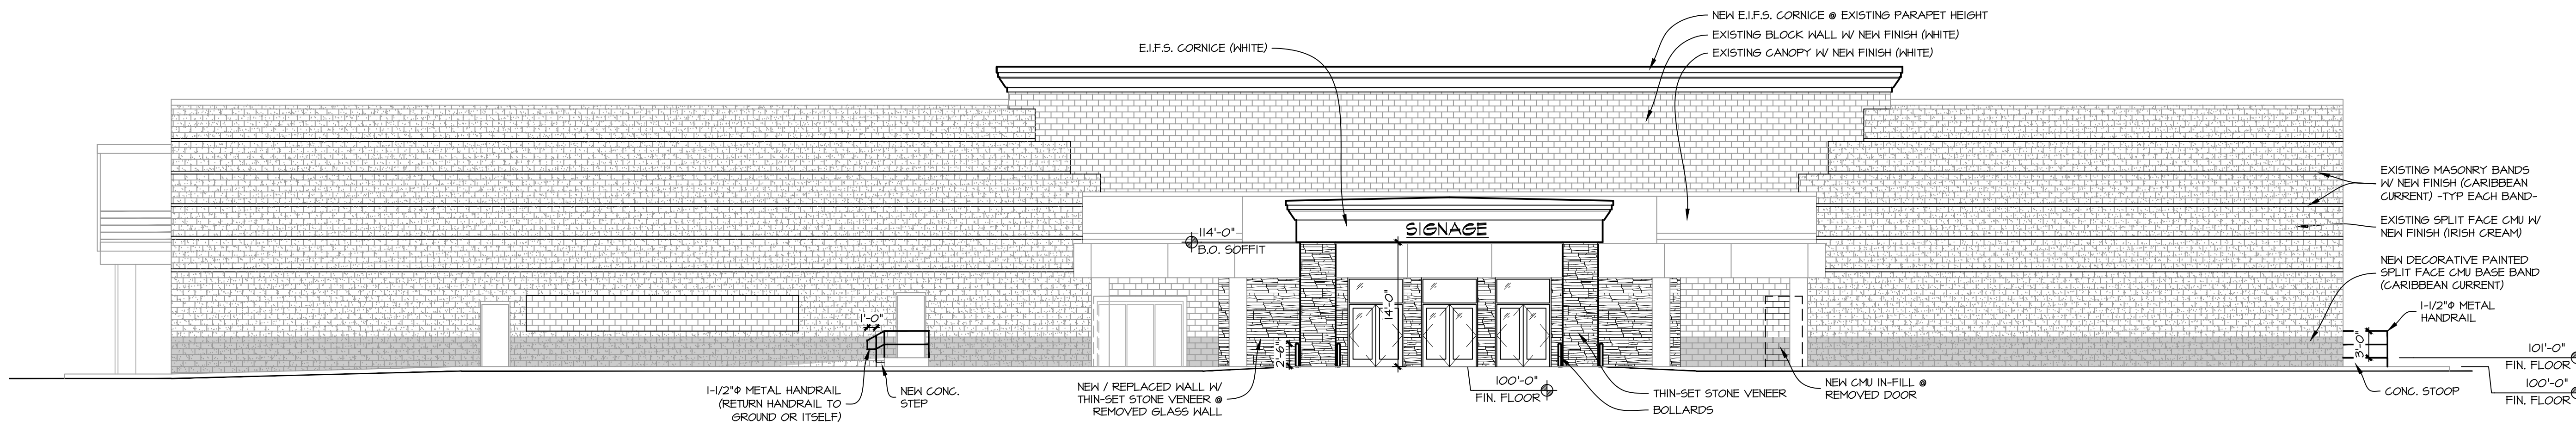 NEW E.I.F.S. CORNICE @ EXISTING PARAPET HEIGHT
EXISTING BLOCK WALL W/ NEW FINISH (WHITE)
EXISTING CANOPY W/ NEW FINISH (WHITE)
E.I.F.S. CORNICE (WHITE)
EXISTING MASONRY BANDS
W/ NEW FINISH (CARIBBEAN
CURRENT) -TYP EACH BAND-
EXISTING SPLIT FACE CMU W/
NEW FINISH (IRISH CREAM)
NEW DECORATIVE PAINTED
SPLIT FACE CMU BASE BAND
(CARIBBEAN CURRENT)
1-1/2"Φ METAL
HANDRAIL
SIGNAGE
114'-0"
B.O. SOFFIT
14'-0"
1'-0"
2'-6"
3'-0"
101'-0"
FIN. FLOOR
100'-0"
FIN. FLOOR
CONC. STOOP
1-1/2"Φ METAL HANDRAIL
(RETURN HANDRAIL TO
GROUND OR ITSELF)
NEW CONC.
STEP
NEW / REPLACED WALL W/
THIN-SET STONE VENEER @
REMOVED GLASS WALL
100'-0"
FIN. FLOOR
THIN-SET STONE VENEER
BOLLARDS
NEW CMU IN-FILL @
REMOVED DOOR